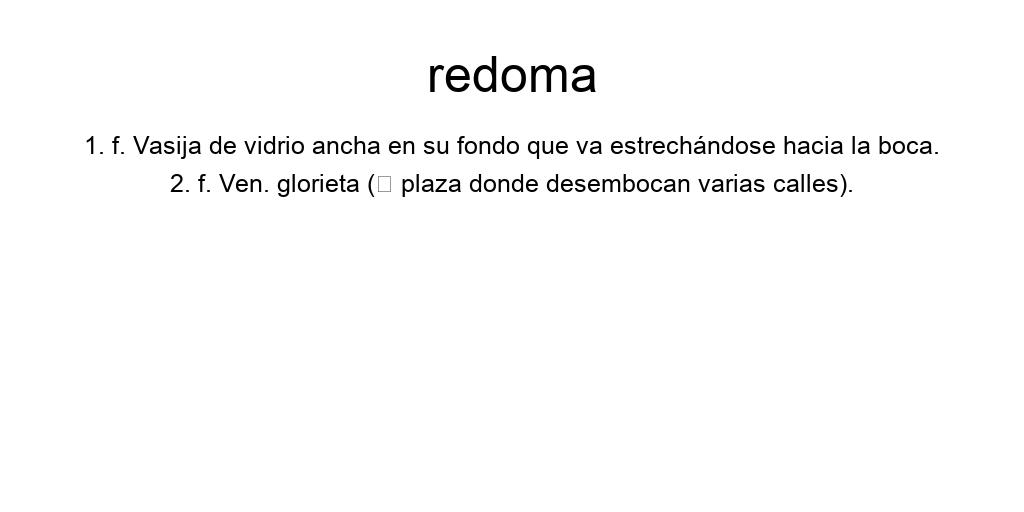 redoma
1. f. Vasija de vidrio ancha en su fondo que va estrechándose hacia la boca.
2. f. Ven. glorieta (□ plaza donde desembocan varias calles).